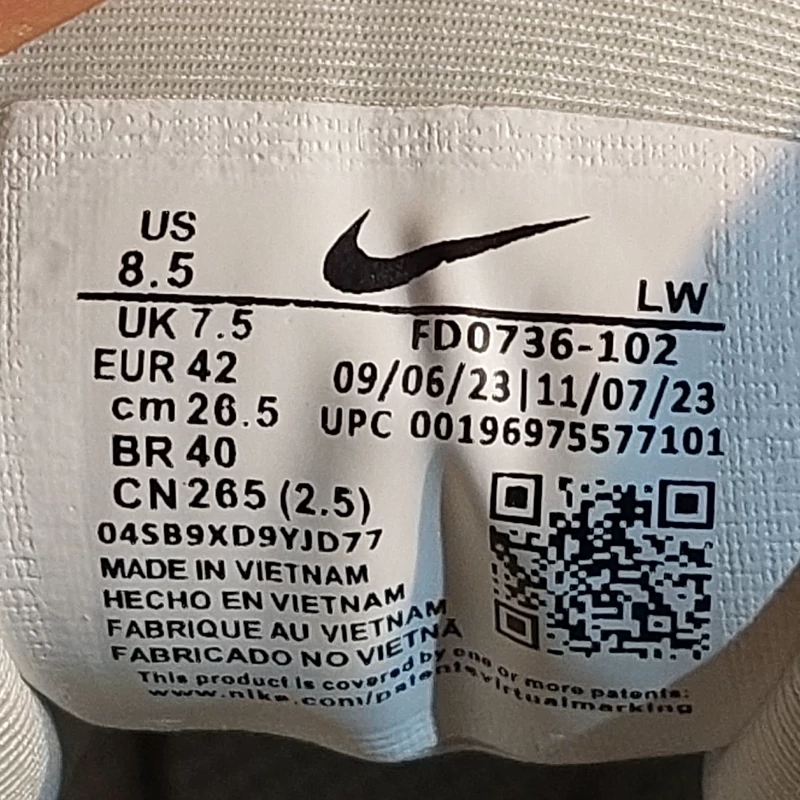 US
8.5
LW
UK 7.5
FD0736-102
EUR 42
09/06/23|11/07/23
cm 26.5
UPC 00196975577101
BR 40
CN 265 (2.5)
04SB9XD9YJD77
MADE IN VIETNAM
HECHO EN VIETNAM
FABRIQUE AU VIETNAM
FABRICADO NO VIETNÃ
This product is covered by one or more patents:
www.nike.com/patentsvirtualmarking